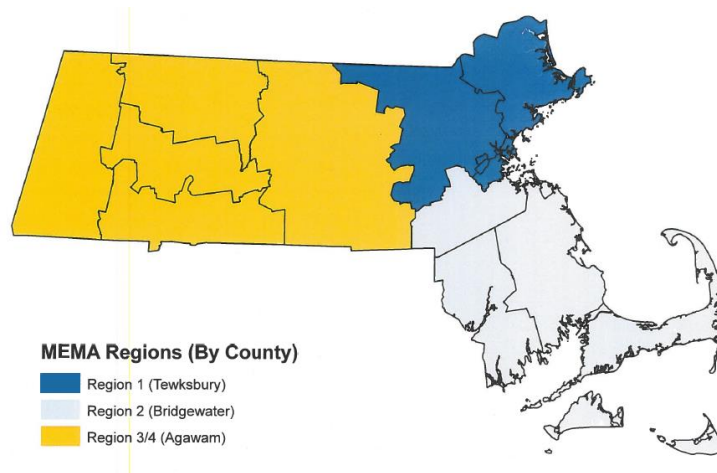 MEMA Regions (By County)
Region 1 (Tewksbury)
Region 2 (Bridgewater)
Region 3/4 (Agawam)